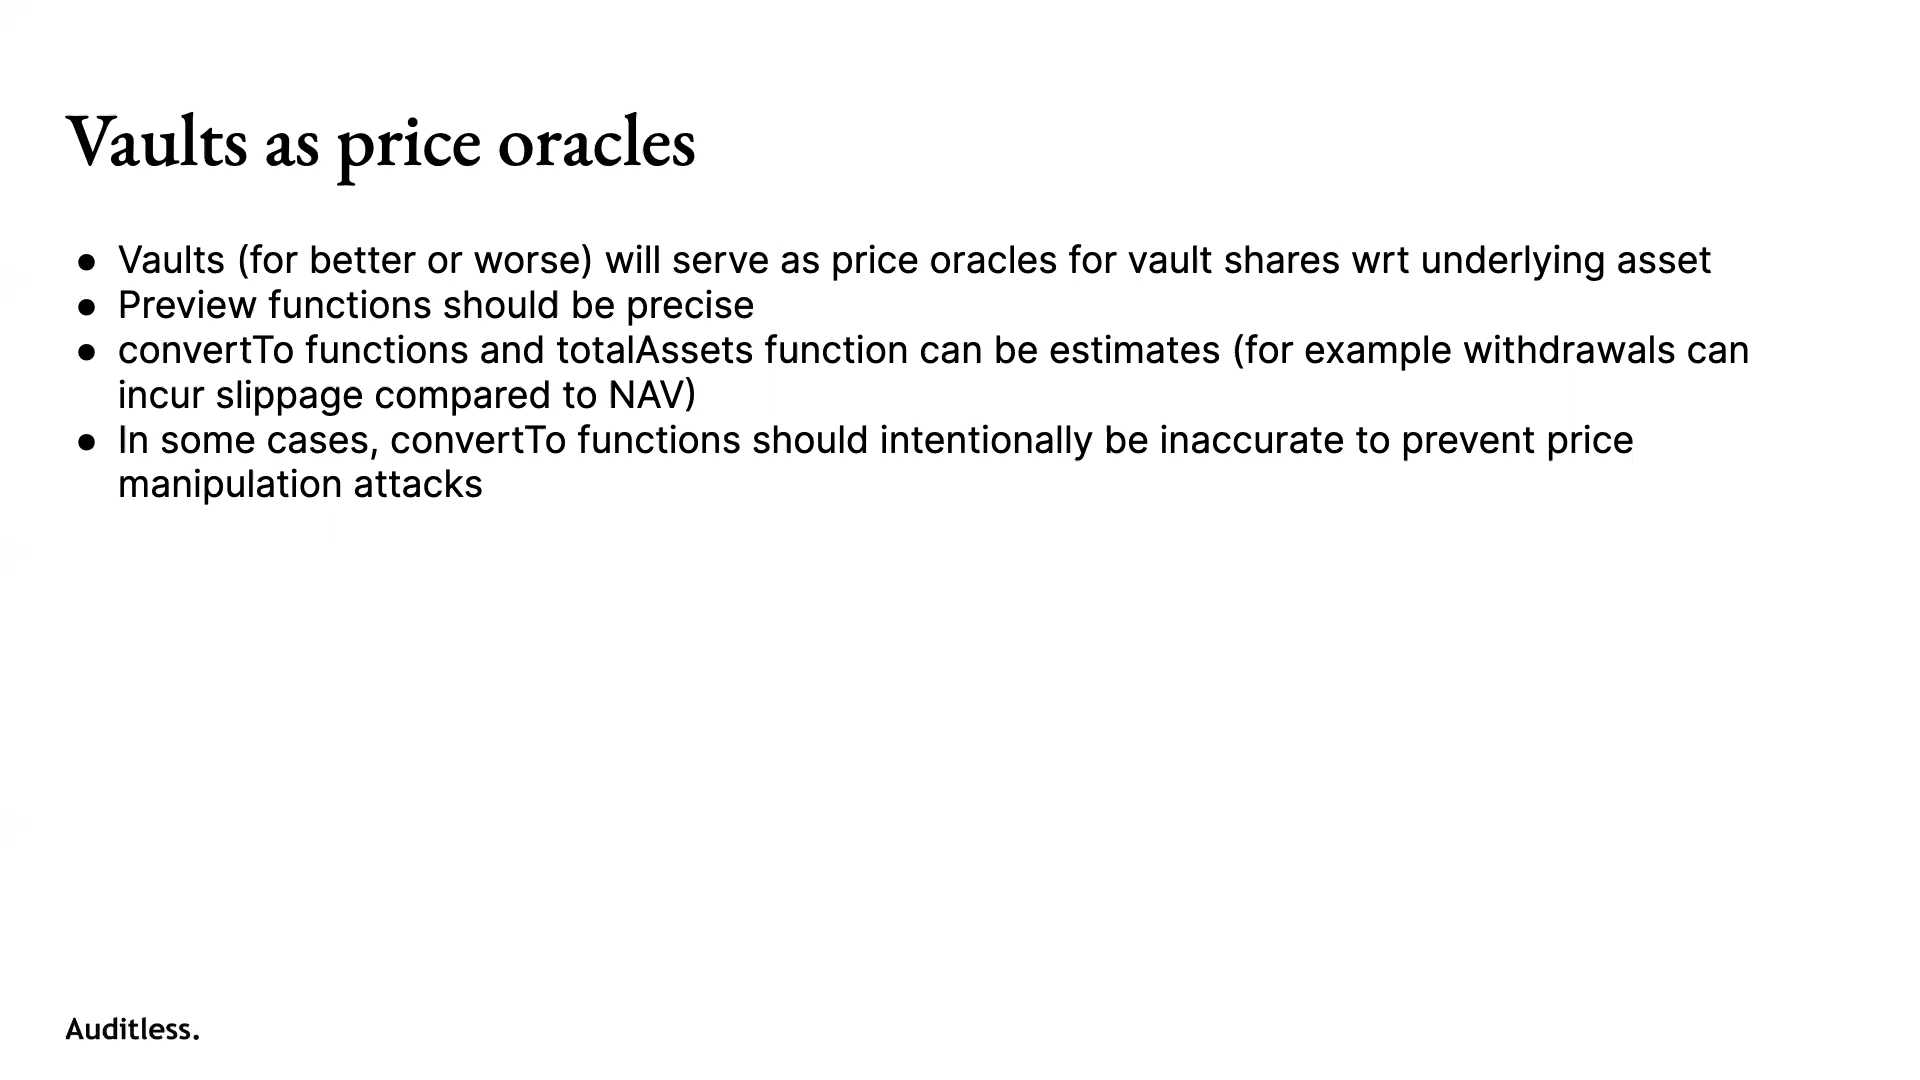 Vaults as price oracles
● Vaults (for better or worse) will serve as price oracles for vault shares wrt underlying asset
● Preview functions should be precise
● convertTo functions and totalAssets function can be estimates (for example withdrawals can
incur slippage compared to NAV)
● In some cases, convertTo functions should intentionally be inaccurate to prevent price
manipulation attacks
Auditless.